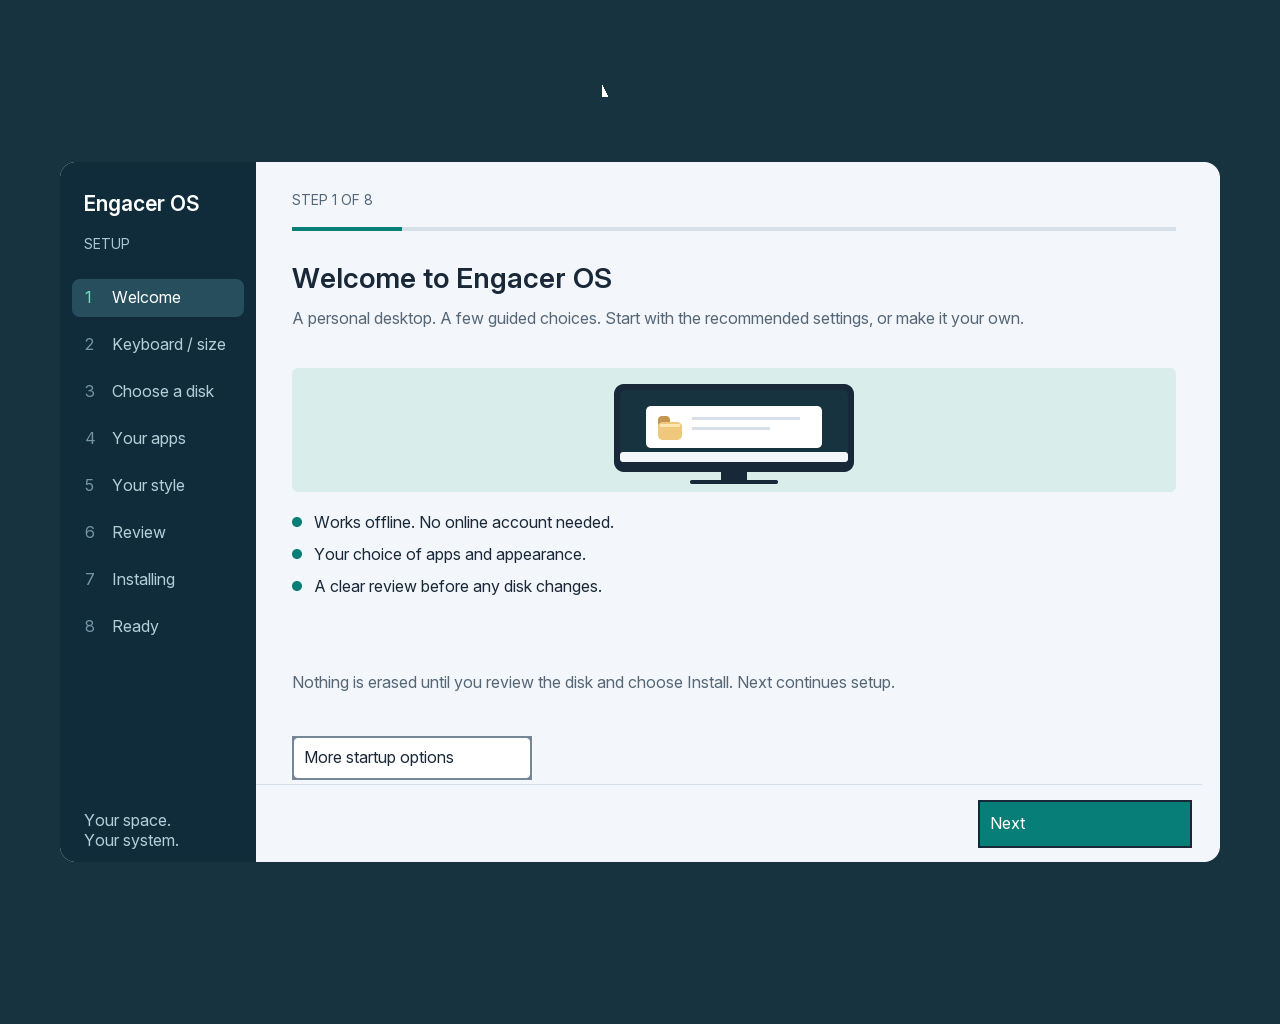 Engacer OS
SETUP
1 Welcome
2 Keyboard / size
3 Choose a disk
4 Your apps
5 Your style
6 Review
7 Installing
8 Ready
Your space.
Your system.
STEP 1 OF 8
Welcome to Engacer OS
A personal desktop. A few guided choices. Start with the recommended settings, or make it your own.
Works offline. No online account needed.
Your choice of apps and appearance.
A clear review before any disk changes.
Nothing is erased until you review the disk and choose Install. Next continues setup.
More startup options
Next